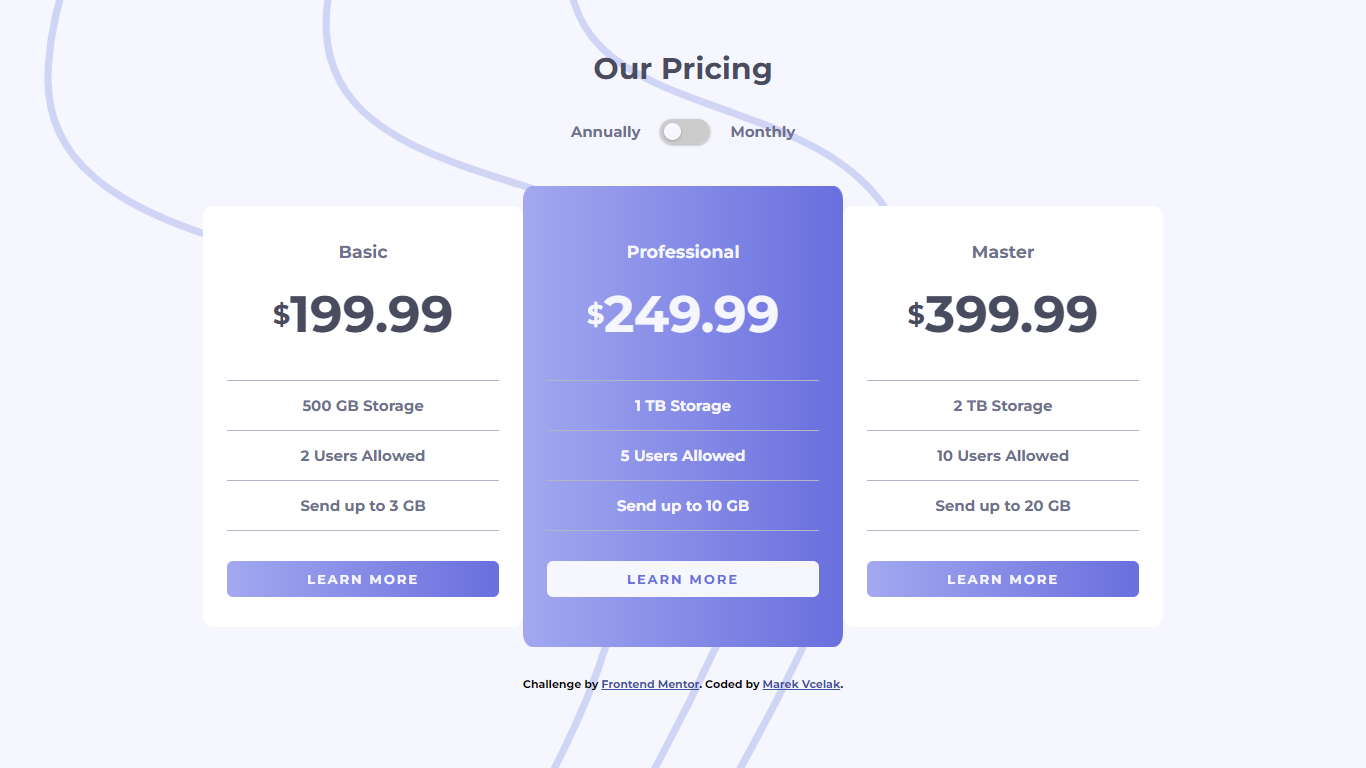 Our Pricing
Annually Monthly
Basic
$199.99
500 GB Storage
2 Users Allowed
Send up to 3 GB
LEARN MORE
Professional
$249.99
1 TB Storage
5 Users Allowed
Send up to 10 GB
LEARN MORE
Master
$399.99
2 TB Storage
10 Users Allowed
Send up to 20 GB
LEARN MORE
Challenge by Frontend Mentor. Coded by Marek Vcelak.